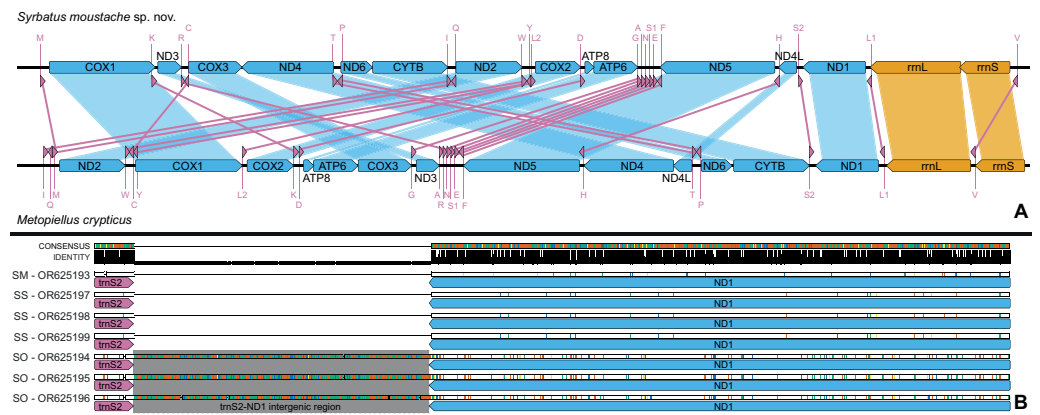 Syrbatus moustache sp. nov.
M K R C T P I Q W Y L2 D A G N S1 E F H S2 L1 V
COX1 ND3 COX3 ND4 ND6 CYTB ND2 COX2 ATP8 ATP6 ND5 ND4L ND1 rrnL rrnS
ND2 COX1 COX2 ATP8 ATP6 COX3 ND3 ND5 ND4 ND4L ND6 CYTB ND1 rrnL rrnS
I Q M W C Y L2 K D G A R N S1 E F H T P S2 L1 V
A
Metopiellus crypticus
CONSENSUS
IDENTITY
SM - OR625193
trnS2 ND1
SS - OR625197
trnS2 ND1
SS - OR625198
trnS2 ND1
SS - OR625199
trnS2 ND1
SO - OR625194
trnS2 ND1
SO - OR625195
trnS2 ND1
SO - OR625196
trnS2 trnS2-ND1 intergenic region ND1
B